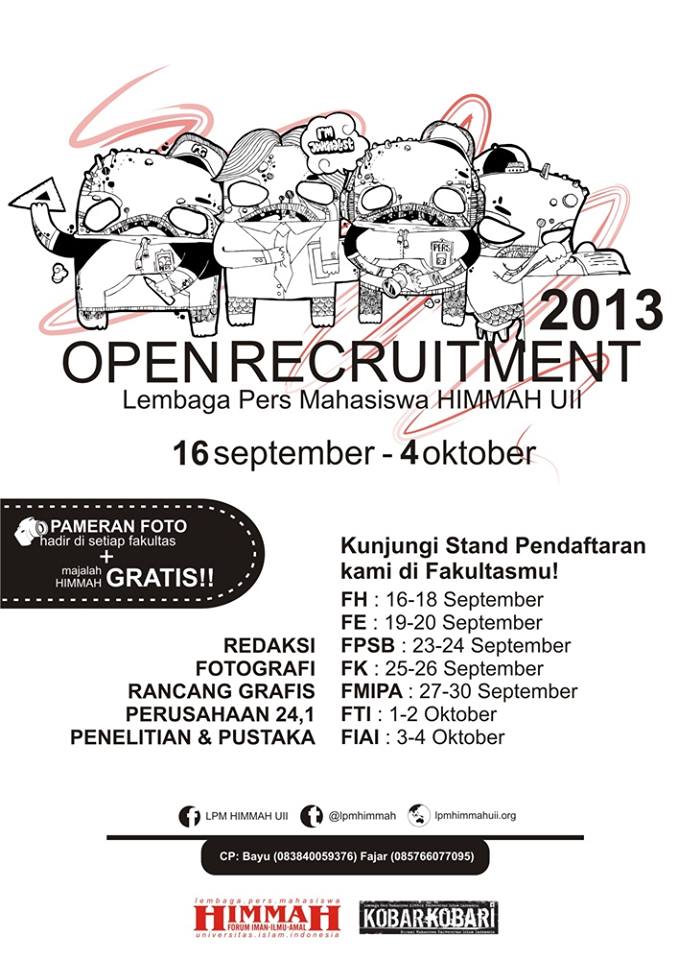 I'M
JURNALIST
PERS
2013
OPEN RECRUITMENT
Lembaga Pers Mahasiswa HIMMAH UII
16 september - 4 oktober
PAMERAN FOTO
hadir di setiap fakultas
+
majalah
HIMMAH GRATIS!!
Kunjungi Stand Pendaftaran
kami di Fakultasmu!
FH : 16-18 September
FE : 19-20 September
FPSB : 23-24 September
FK : 25-26 September
FMIPA : 27-30 September
FTI : 1-2 Oktober
FIAI : 3-4 Oktober
REDAKSI
FOTOGRAFI
RANCANG GRAFIS
PERUSAHAAN 24,1
PENELITIAN & PUSTAKA
LPM HIMMAH UII @lpmhimmah lpmhimmahuii.org
CP: Bayu (083840059376) Fajar (085766077095)
lembaga.pers.mahasiswa
HIMMAH
FORUM IMAN-ILMU-AMAL
universitas.islam.indonesia
KOBARKOBARI